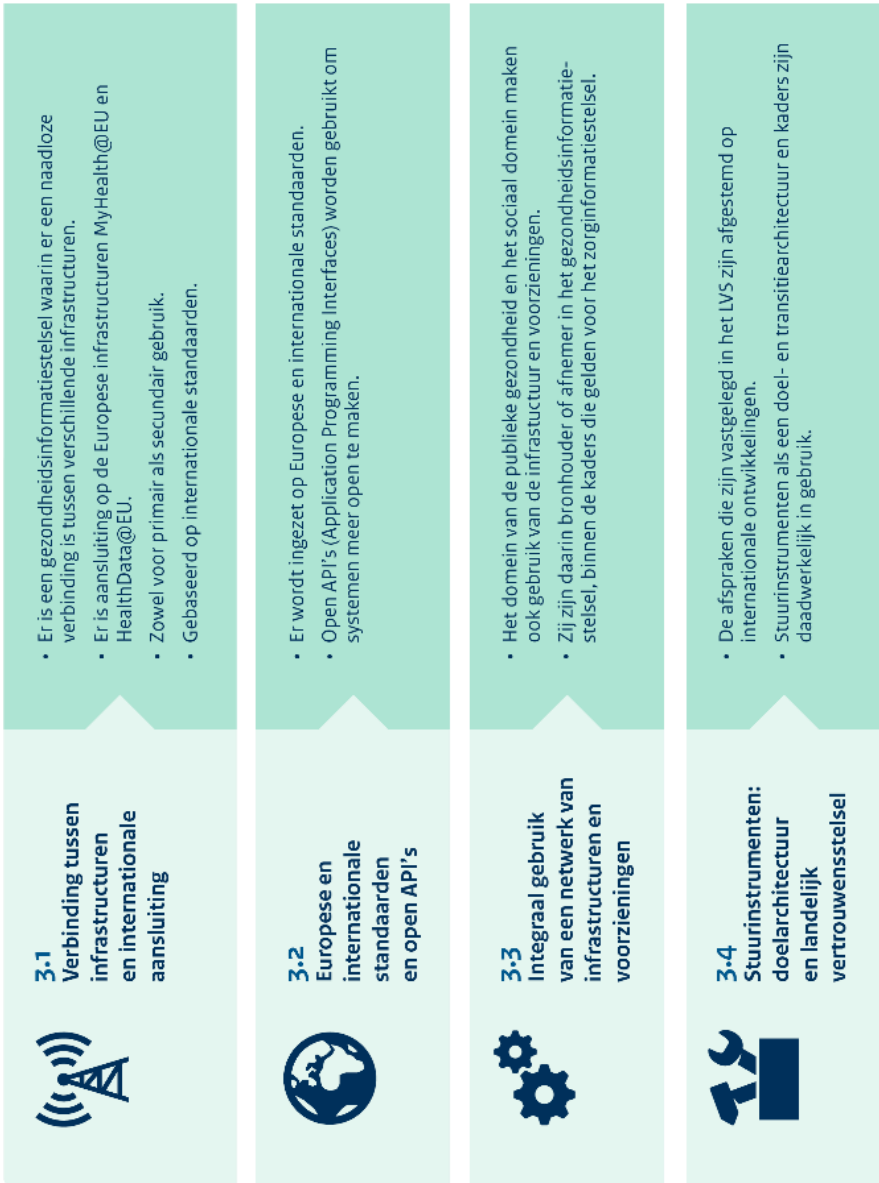 3.1
Verbinding tussen
infrastructuren
en internationale
aansluiting
• Er is een gezondheidsinformatiestelsel waarin er een naadloze
verbinding is tussen verschillende infrastructuren.
• Er is aansluiting op de Europese infrastructuren MyHealth@EU en
HealthData@EU.
• Zowel voor primair als secundair gebruik.
• Gebaseerd op internationale standaarden.
3.2
Europese en
internationale
standaarden
en open API's
• Er wordt ingezet op Europese en internationale standaarden.
• Open API's (Application Programming Interfaces) worden gebruikt om
systemen meer open te maken.
3.3
Integraal gebruik
van een netwerk van
infrastructuren en
voorzieningen
• Het domein van de publieke gezondheid en het sociaal domein maken
ook gebruik van de infrastuctuur en voorzieningen.
• Zij zijn daarin bronhouder of afnemer in het gezondheidsinformatie-
stelsel, binnen de kaders die gelden voor het zorginformatiestelsel.
3.4
Stuurinstrumenten:
doelarchitectuur
en landelijk
vertrouwensstelsel
• De afspraken die zijn vastgelegd in het LVS zijn afgestemd op
internationale ontwikkelingen.
• Stuurinstrumenten als een doel- en transitiearchitectuur en kaders zijn
daadwerkelijk in gebruik.